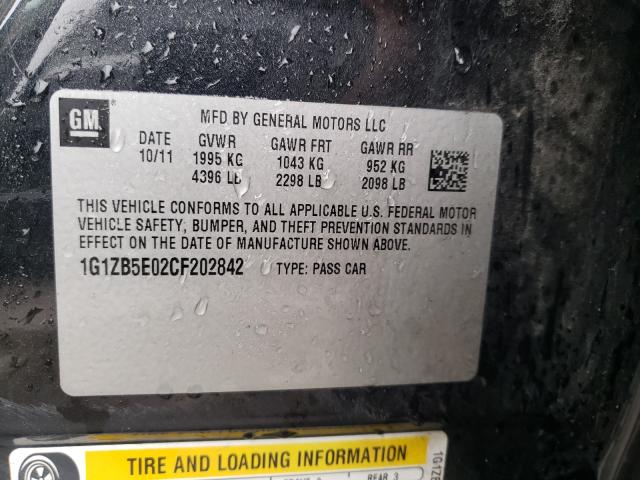 GM
MFD BY GENERAL MOTORS LLC
DATE GVWR GAWR FRT GAWR RR
10/11 1995 KG 1043 KG 952 KG
4396 LB 2298 LB 2098 LB
THIS VEHICLE CONFORMS TO ALL APPLICABLE U.S. FEDERAL MOTOR
VEHICLE SAFETY, BUMPER, AND THEFT PREVENTION STANDARDS IN
EFFECT ON THE DATE OF MANUFACTURE SHOWN ABOVE.
1G1ZB5E02CF202842 TYPE: PASS CAR
TIRE AND LOADING INFORMATION
REAR 3
1G1ZB